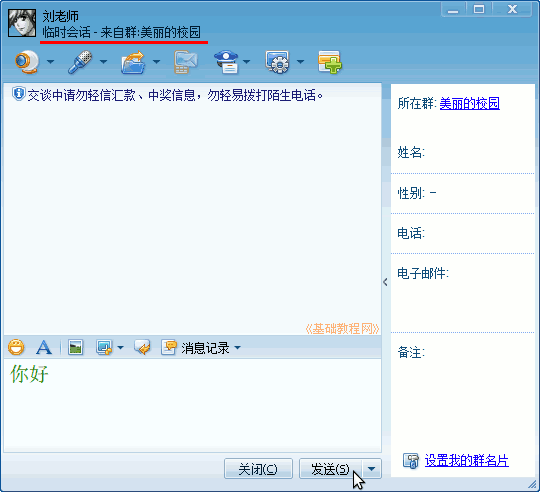 刘老师
临时会话 - 来自群:美丽的校园
交谈中请勿轻信汇款、中奖信息，勿轻易拨打陌生电话。
所在群: 美丽的校园
姓名:
性别: –
电话:
电子邮件:
《基础教程网》
消息记录
备注:
你好
设置我的群名片
关闭(C)
发送(S)